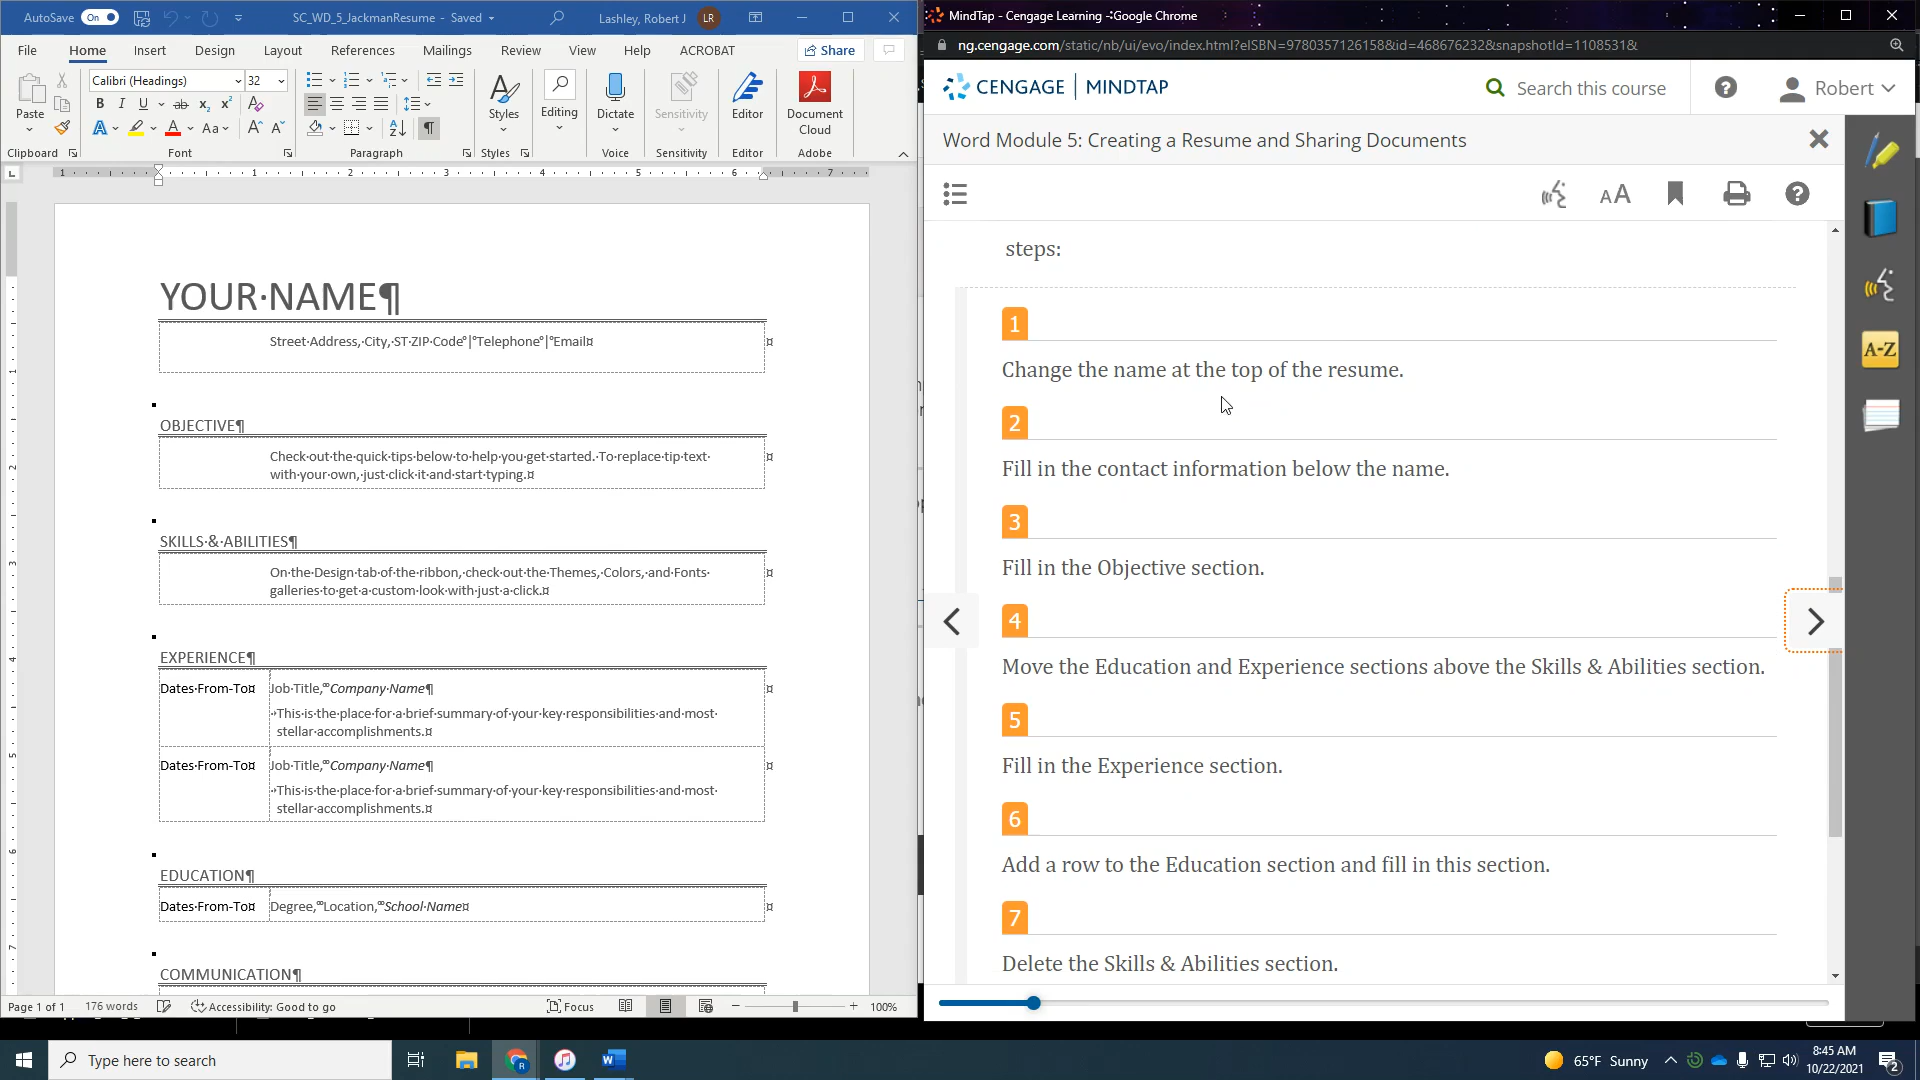 AutoSave On SC_WD_5_JackmanResume - Saved Lashley, Robert J LR
File Home Insert Design Layout References Mailings Review View Help ACROBAT Share
Calibri (Headings) 32
Paste Styles Editing Dictate Sensitivity Editor Document Cloud
Clipboard Font Paragraph Styles Voice Sensitivity Editor Adobe
YOUR·NAME¶
Street·Address,·City,·ST·ZIP·Code°|°Telephone°|°Email¤
OBJECTIVE¶
Check·out·the·quick·tips·below·to·help·you·get·started.·To·replace·tip·text·
with·your·own,·just·click·it·and·start·typing.¤
SKILLS·&·ABILITIES¶
On·the·Design·tab·of·the·ribbon,·check·out·the·Themes,·Colors,·and·Fonts·
galleries·to·get·a·custom·look·with·just·a·click.¤
EXPERIENCE¶
Dates·From-To¤ Job·Title,°°Company·Name¶
This·is·the·place·for·a·brief·summary·of·your·key·responsibilities·and·most·
stellar·accomplishments.¤
Dates·From-To¤ Job·Title,°°Company·Name¶
This·is·the·place·for·a·brief·summary·of·your·key·responsibilities·and·most·
stellar·accomplishments.¤
EDUCATION¶
Dates·From-To¤ Degree,°°Location,°°School·Name¤
COMMUNICATION¶
Page 1 of 1 176 words Accessibility: Good to go Focus 100%
MindTap - Cengage Learning - Google Chrome
ng.cengage.com/static/nb/ui/evo/index.html?eISBN=9780357126158&id=468676232&snapshotId=1108531&
CENGAGE | MINDTAP Search this course Robert
Word Module 5: Creating a Resume and Sharing Documents
AA
A-Z
steps:
1
Change the name at the top of the resume.
2
Fill in the contact information below the name.
3
Fill in the Objective section.
4
Move the Education and Experience sections above the Skills & Abilities section.
5
Fill in the Experience section.
6
Add a row to the Education section and fill in this section.
7
Delete the Skills & Abilities section.
Type here to search
65°F Sunny
8:45 AM
10/22/2021
2